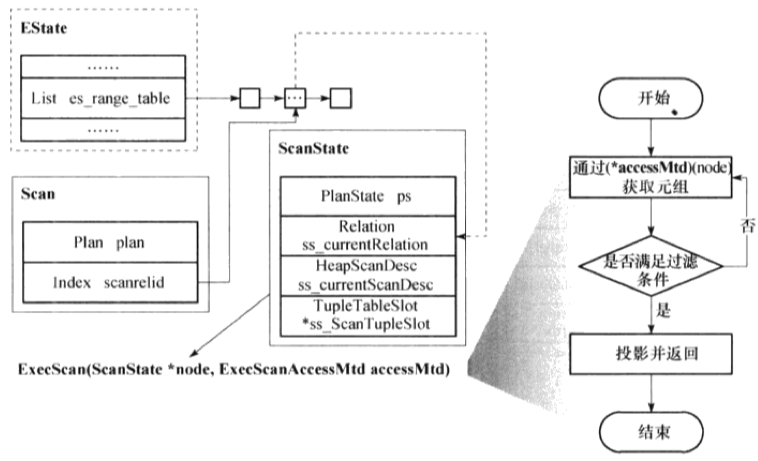 EState
……
List es_range_table
……
…
ScanState
PlanState ps
Relation
ss_currentRelation
HeapScanDesc
ss_currentScanDesc
TupleTableSlot
*ss_ScanTupleSlot
Scan
Plan plan
Index scanrelid
ExecScan(ScanState *node, ExecScanAccessMtd accessMtd)
开始
通过(*accessMtd)(node)
获取元组
否
是否满足过滤
条件
是
投影并返回
结束